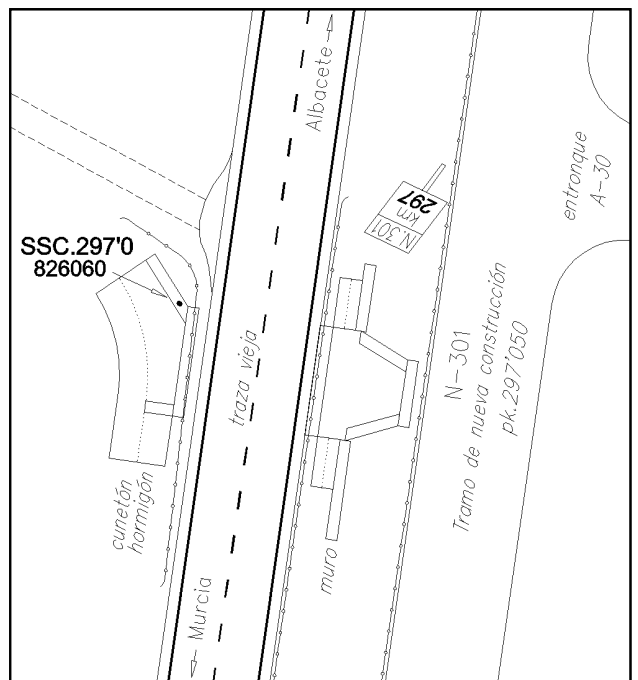 Albacete
entronque
A-30
N 301
km
297
SSC.297'0
826060
traza vieja
N-301
Tramo de nueva construcción
pk.297'050
cunetón
hormigón
muro
Murcia